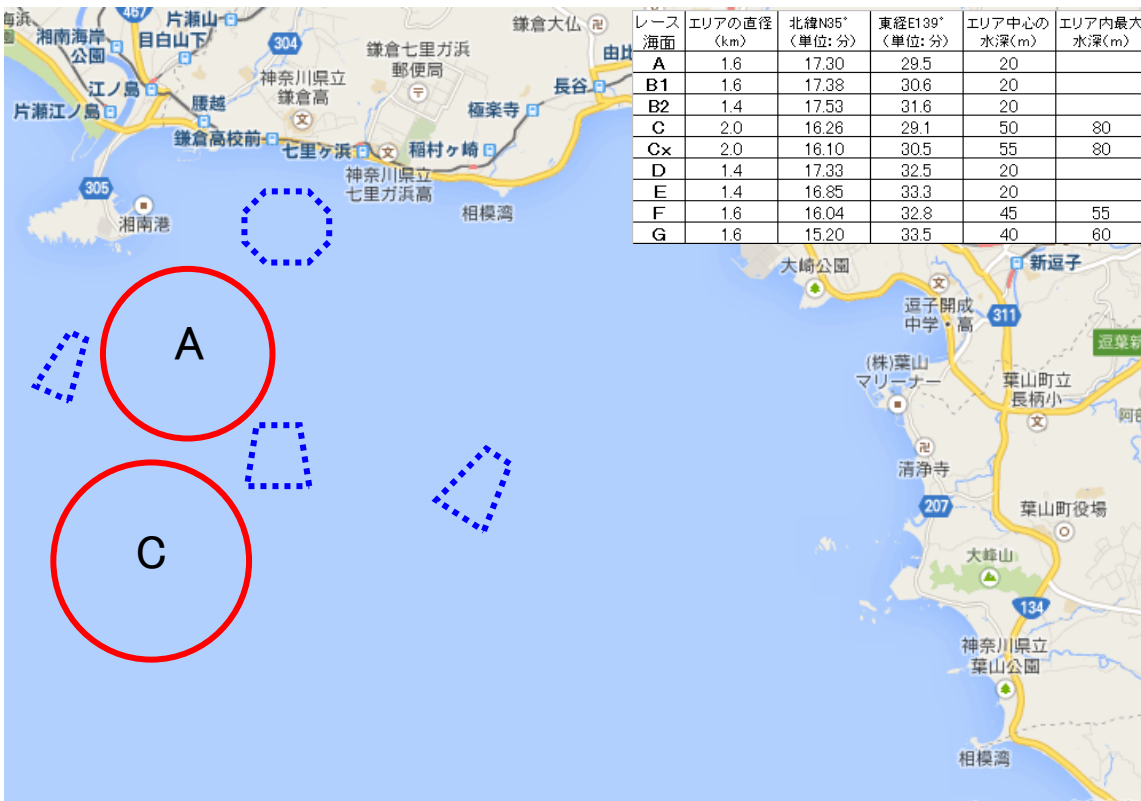 片瀬山
467
湘南海岸
公園
目白山下
304
江ノ島
腰越
片瀬江ノ島
鎌倉高校前
神奈川県立
鎌倉高
鎌倉七里ガ浜
郵便局
鎌倉大仏
長谷
極楽寺
七里ヶ浜
稲村ヶ崎
神奈川県立
七里ガ浜高
相模湾
305
湘南港
レース
海面
エリアの直径
(km)
北緯N35°
(単位:分)
東経E139°
(単位:分)
エリア中心の
水深(m)
エリア内最大
水深(m)
A 1.6 17.30 29.5 20
B1 1.6 17.38 30.6 20
B2 1.4 17.53 31.6 20
C 2.0 16.26 29.1 50 80
Cx 2.0 16.10 30.5 55 80
D 1.4 17.33 32.5 20
E 1.4 16.85 33.3 20
F 1.6 16.04 32.8 45 55
G 1.6 15.20 33.5 40 60
A
C
大崎公園
新逗子
逗子開成
中学・高
311
逗葉新
(株)葉山
マリーナー
葉山町立
長柄小
清浄寺
207
葉山町役場
大峰山
134
神奈川県立
葉山公園
相模湾